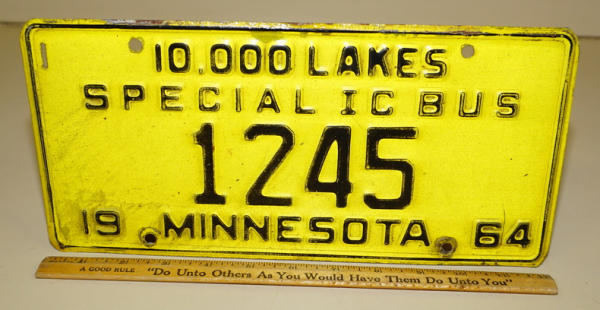 10,000 LAKES
SPECIAL IC BUS
1245
19 MINNESOTA 64
A GOOD RULE "Do Unto Others As You Would Have Them Do Unto You"